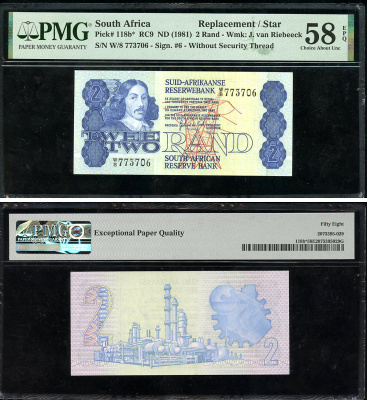 PMG
PAPER MONEY GUARANTY
South Africa Replacement / Star
Pick# 118b* RC9 ND (1981) 2 Rand - Wmk: J. van Riebeeck
S/N W/8 773706 - Sign. #6 - Without Security Thread
58 EPQ
Choice About Unc
2
SUID-AFRIKAANSE
RESERWEBANK
W/8 773706
TWEE
TWO RAND
W/8 773706
SOUTH AFRICAN
RESERVE BANK
2
PMG
Exceptional Paper Quality
Fifty Eight
2
2